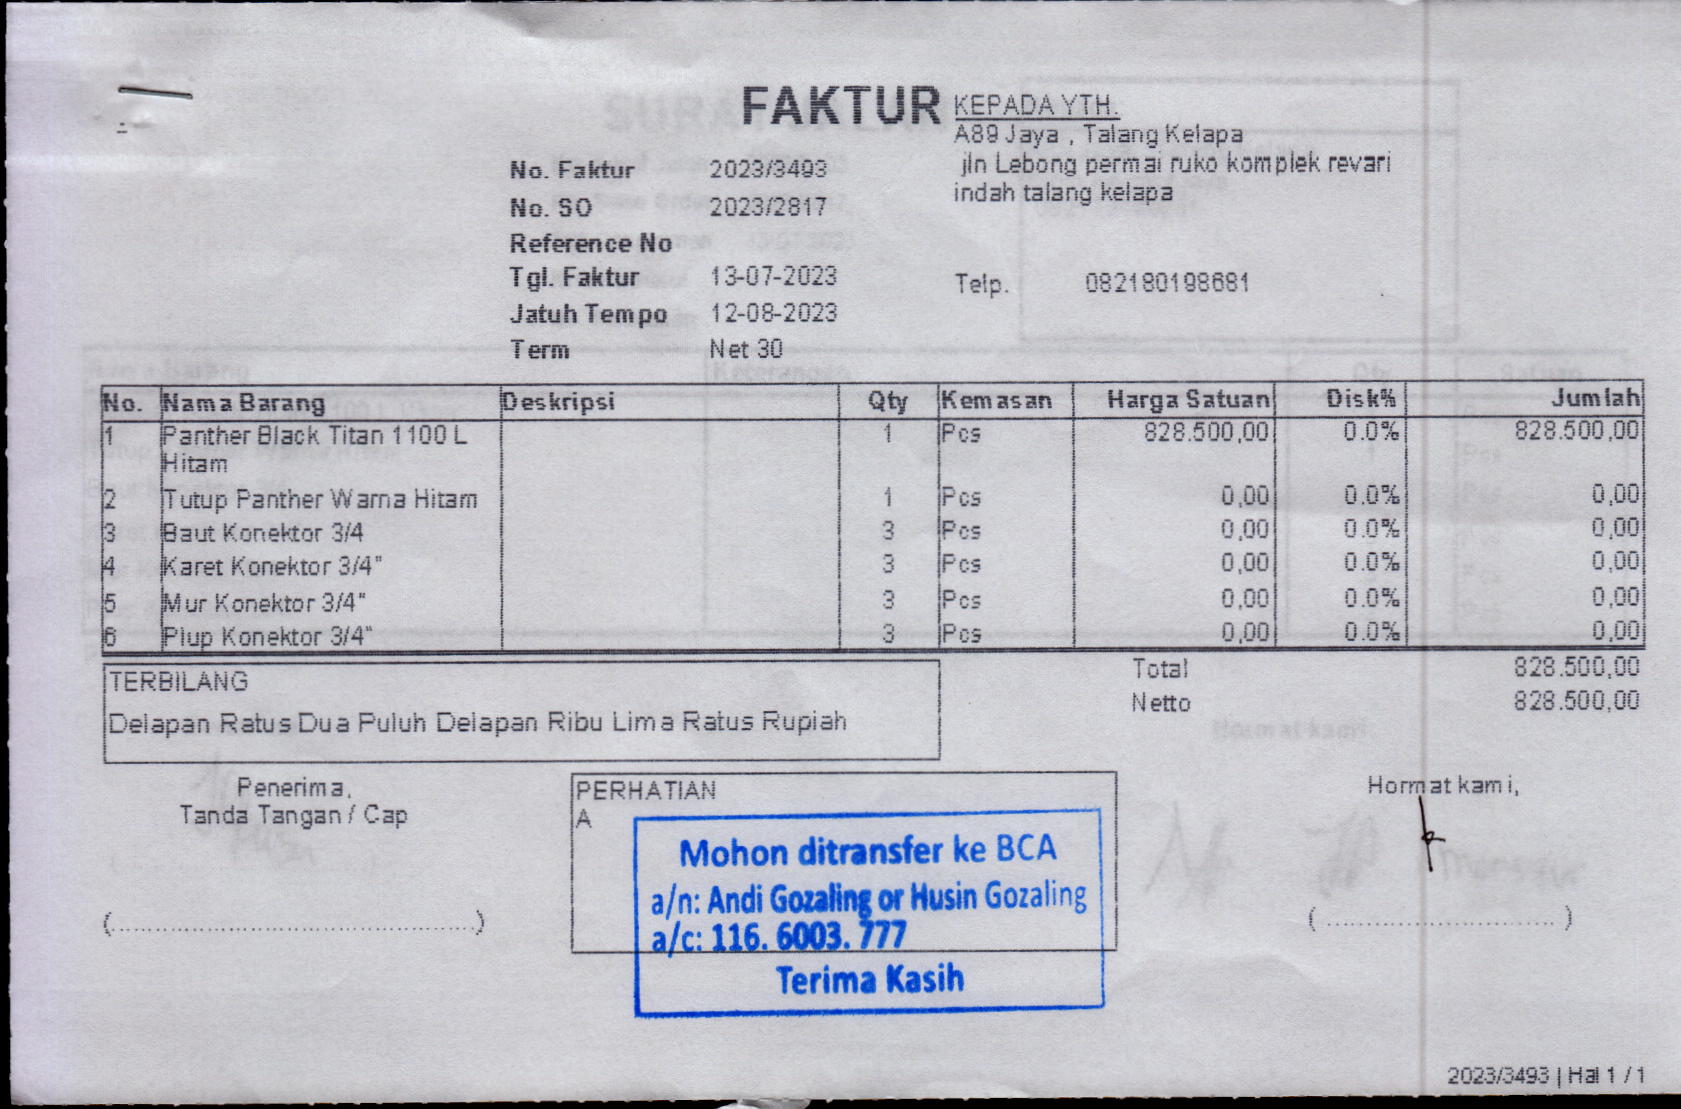 FAKTUR
KEPADA YTH.
A89 Jaya , Talang Kelapa
jln Lebong permai ruko komplek revari
indah talang kelapa
Telp. 082180198681
No. Faktur 2023/3493
No. SO 2023/2817
Reference No
Tgl. Faktur 13-07-2023
Jatuh Tempo 12-08-2023
Term Net 30
No. Nama Barang Deskripsi Qty Kemasan Harga Satuan Disk% Jumlah
1 Panther Black Titan 1100 L 1 Pcs 828.500,00 0.0% 828.500,00
Hitam
2 Tutup Panther Warna Hitam 1 Pcs 0,00 0.0% 0,00
3 Baut Konektor 3/4 3 Pcs 0,00 0.0% 0,00
4 Karet Konektor 3/4" 3 Pcs 0,00 0.0% 0,00
5 Mur Konektor 3/4" 3 Pcs 0,00 0.0% 0,00
6 Plup Konektor 3/4" 3 Pcs 0,00 0.0% 0,00
Total 828.500,00
Netto 828.500,00
TERBILANG
Delapan Ratus Dua Puluh Delapan Ribu Lima Ratus Rupiah
Penerima,
Tanda Tangan / Cap
(............................................)
PERHATIAN
A
Mohon ditransfer ke BCA
a/n: Andi Gozaling or Husin Gozaling
a/c: 116. 6003. 777
Terima Kasih
Hormat kami,
(............................)
2023/3493 | Hal 1 / 1